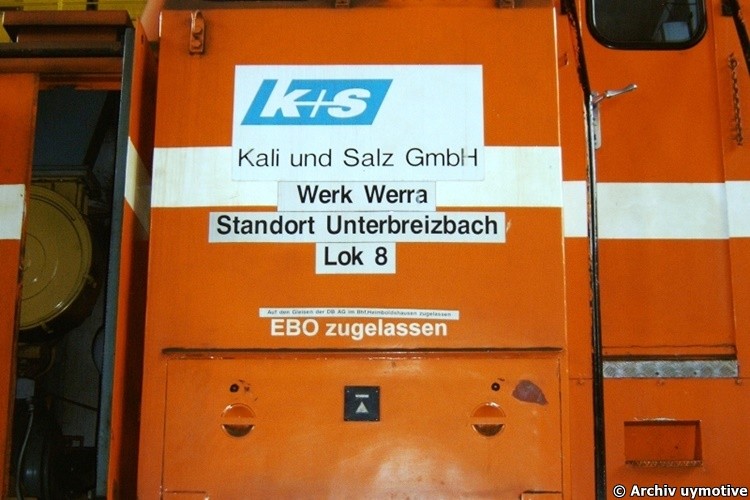 K+S
Kali und Salz GmbH
Werk Werra
Standort Unterbreizbach
Lok 8
Auf den Gleisen der DB AG im Bhf.Heimboldshausen zugelassen
EBO zugelassen
© Archiv uymotive